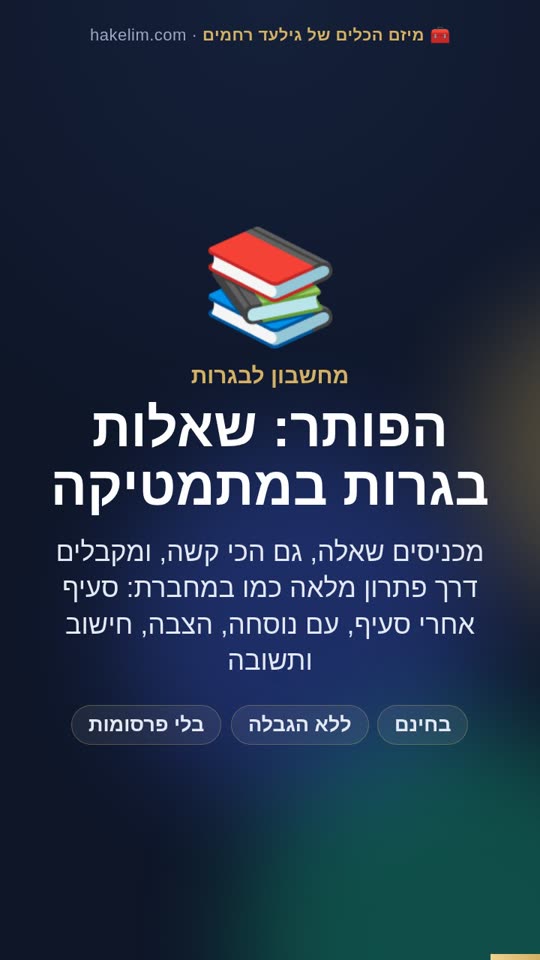 🧰 מיזם הכלים של גילעד רחמים · hakelim.com
מחשבון לבגרות
הפותר: שאלות
בגרות במתמטיקה
מכניסים שאלה, גם הכי קשה, ומקבלים
דרך פתרון מלאה כמו במחברת: סעיף
אחרי סעיף, עם נוסחה, הצבה, חישוב
ותשובה
בחינם
ללא הגבלה
בלי פרסומות